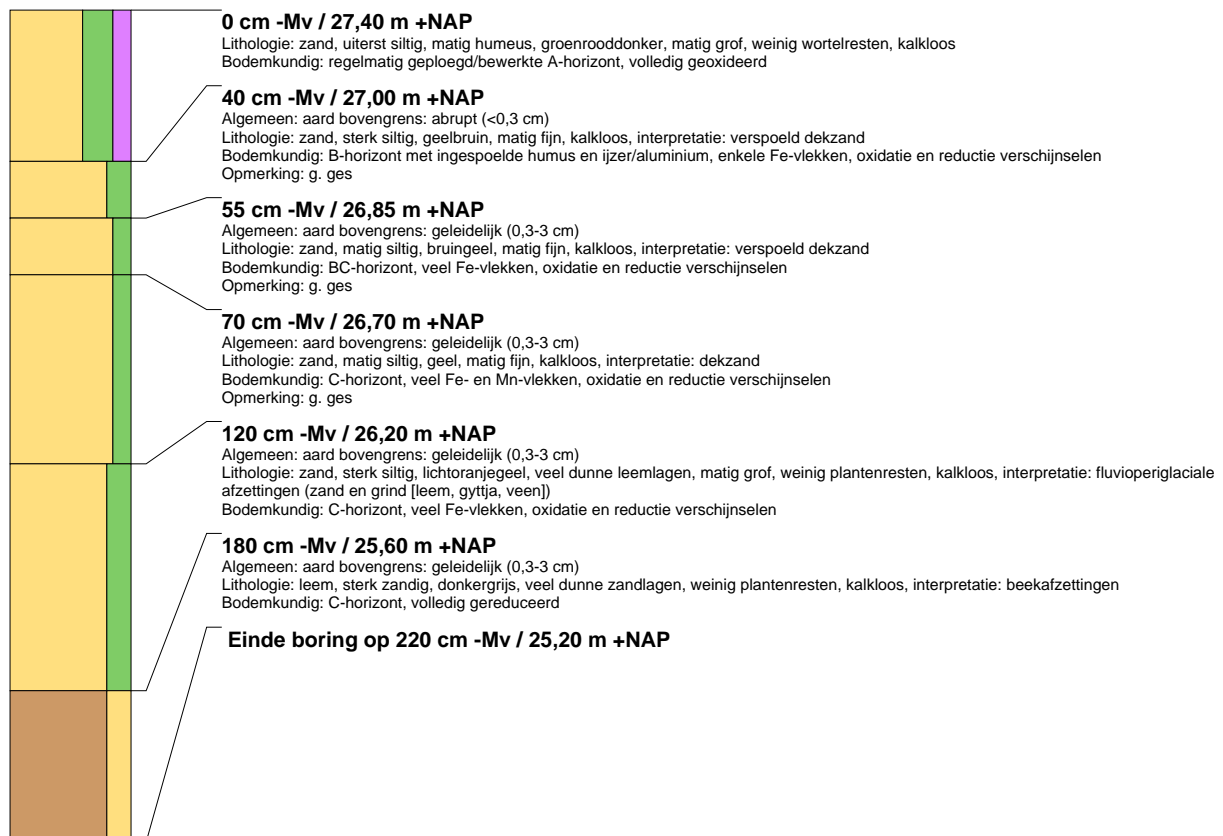 0 cm -Mv / 27,40 m +NAP
Lithologie: zand, uiterst siltig, matig humeus, groenrooddonker, matig grof, weinig wortelresten, kalkloos
Bodemkundig: regelmatig geploegd/bewerkte A-horizont, volledig geoxideerd
40 cm -Mv / 27,00 m +NAP
Algemeen: aard bovengrens: abrupt (<0,3 cm)
Lithologie: zand, sterk siltig, geelbruin, matig fijn, kalkloos, interpretatie: verspoeld dekzand
Bodemkundig: B-horizont met ingespoelde humus en ijzer/aluminium, enkele Fe-vlekken, oxidatie en reductie verschijnselen
Opmerking: g. ges
55 cm -Mv / 26,85 m +NAP
Algemeen: aard bovengrens: geleidelijk (0,3-3 cm)
Lithologie: zand, matig siltig, bruingeel, matig fijn, kalkloos, interpretatie: verspoeld dekzand
Bodemkundig: BC-horizont, veel Fe-vlekken, oxidatie en reductie verschijnselen
Opmerking: g. ges
70 cm -Mv / 26,70 m +NAP
Algemeen: aard bovengrens: geleidelijk (0,3-3 cm)
Lithologie: zand, matig siltig, geel, matig fijn, kalkloos, interpretatie: dekzand
Bodemkundig: C-horizont, veel Fe- en Mn-vlekken, oxidatie en reductie verschijnselen
Opmerking: g. ges
120 cm -Mv / 26,20 m +NAP
Algemeen: aard bovengrens: geleidelijk (0,3-3 cm)
Lithologie: zand, sterk siltig, lichtoranjegeel, veel dunne leemlagen, matig grof, weinig plantenresten, kalkloos, interpretatie: fluvioperiglaciale
afzettingen (zand en grind [leem, gyttja, veen])
Bodemkundig: C-horizont, veel Fe-vlekken, oxidatie en reductie verschijnselen
180 cm -Mv / 25,60 m +NAP
Algemeen: aard bovengrens: geleidelijk (0,3-3 cm)
Lithologie: leem, sterk zandig, donkergrijs, veel dunne zandlagen, weinig plantenresten, kalkloos, interpretatie: beekafzettingen
Bodemkundig: C-horizont, volledig gereduceerd
Einde boring op 220 cm -Mv / 25,20 m +NAP